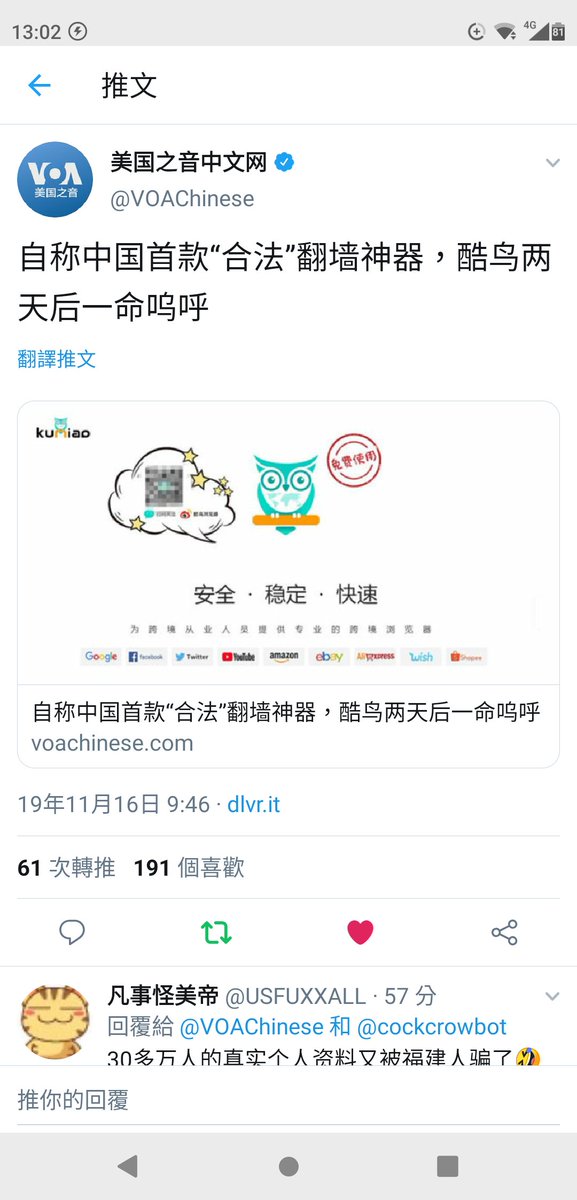 13:02
4G
81
推文
VOA
美国之音
美国之音中文网
@VOAChinese
自称中国首款“合法”翻墙神器，酷鸟两
天后一命呜呼
翻譯推文
kuniao
免费使用
安全 · 稳定 · 快速
为跨境从业人员提供专业的跨境浏览器
Google facebook Twitter YouTube amazon ebay AliExpress wish Shopee
自称中国首款“合法”翻墙神器，酷鸟两天后一命呜呼
voachinese.com
19年11月16日 9:46 · dlvr.it
61 次轉推 191 個喜歡
凡事怪美帝 @USFUXXALL · 57 分
回覆給 @VOAChinese 和 @cockcrowbot
30多万人的真实个人资料又被福建人骗了🤣
推你的回覆